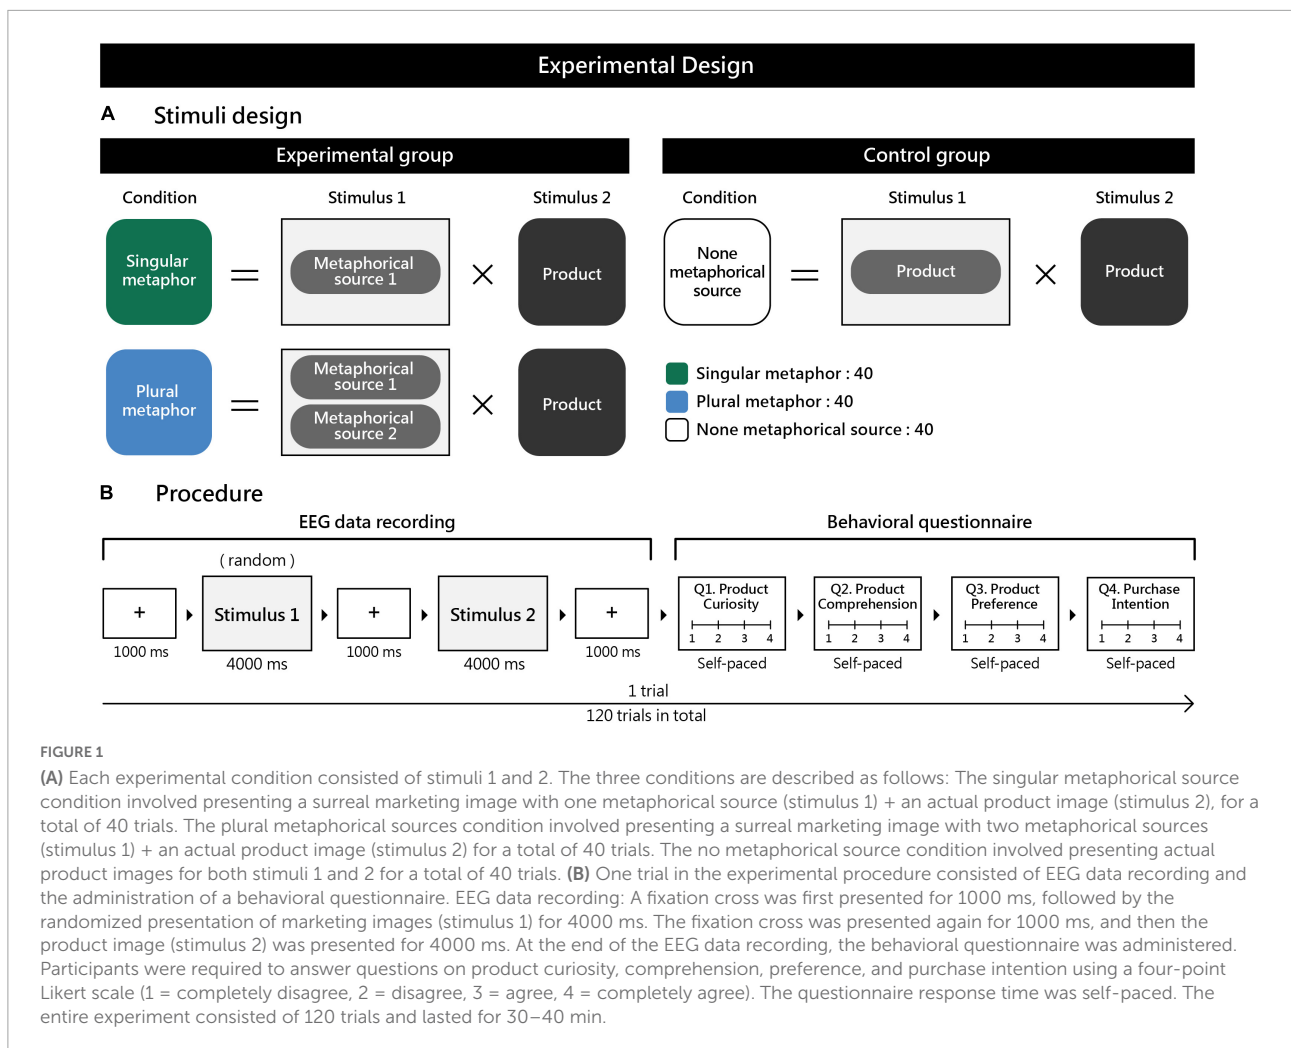 Experimental Design
A Stimuli design
Experimental group
Control group
Condition Stimulus 1 Stimulus 2
Condition Stimulus 1 Stimulus 2
Singular
metaphor
=
Metaphorical
source 1
×
Product
None
metaphorical
source
=
Product
×
Product
Plural
metaphor
=
Metaphorical
source 1
Metaphorical
source 2
×
Product
Singular metaphor : 40
Plural metaphor : 40
None metaphorical source : 40
B Procedure
EEG data recording
Behavioral questionnaire
( random )
+
1000 ms
Stimulus 1
4000 ms
+
1000 ms
Stimulus 2
4000 ms
+
1000 ms
Q1. Product
Curiosity
1 2 3 4
Self-paced
Q2. Product
Comprehension
1 2 3 4
Self-paced
Q3. Product
Preference
1 2 3 4
Self-paced
Q4. Purchase
Intention
1 2 3 4
Self-paced
1 trial
120 trials in total
FIGURE 1
(A) Each experimental condition consisted of stimuli 1 and 2. The three conditions are described as follows: The singular metaphorical source
condition involved presenting a surreal marketing image with one metaphorical source (stimulus 1) + an actual product image (stimulus 2), for a
total of 40 trials. The plural metaphorical sources condition involved presenting a surreal marketing image with two metaphorical sources
(stimulus 1) + an actual product image (stimulus 2) for a total of 40 trials. The no metaphorical source condition involved presenting actual
product images for both stimuli 1 and 2 for a total of 40 trials. (B) One trial in the experimental procedure consisted of EEG data recording and
the administration of a behavioral questionnaire. EEG data recording: A fixation cross was first presented for 1000 ms, followed by the
randomized presentation of marketing images (stimulus 1) for 4000 ms. The fixation cross was presented again for 1000 ms, and then the
product image (stimulus 2) was presented for 4000 ms. At the end of the EEG data recording, the behavioral questionnaire was administered.
Participants were required to answer questions on product curiosity, comprehension, preference, and purchase intention using a four-point
Likert scale (1 = completely disagree, 2 = disagree, 3 = agree, 4 = completely agree). The questionnaire response time was self-paced. The
entire experiment consisted of 120 trials and lasted for 30–40 min.